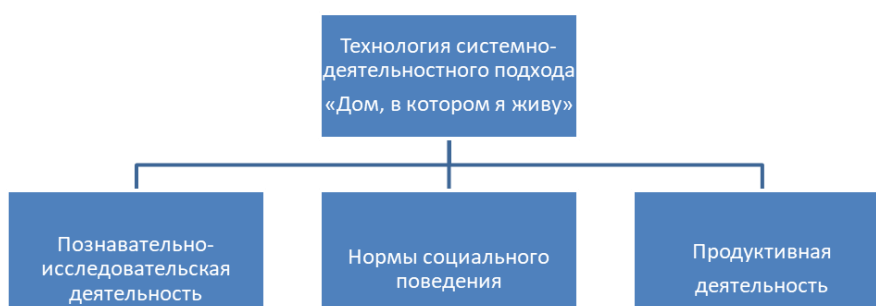 Технология системно-
деятельностного подхода
«Дом, в котором я живу»
Познавательно-
исследовательская
деятельность
Нормы социального
поведения
Продуктивная
деятельность